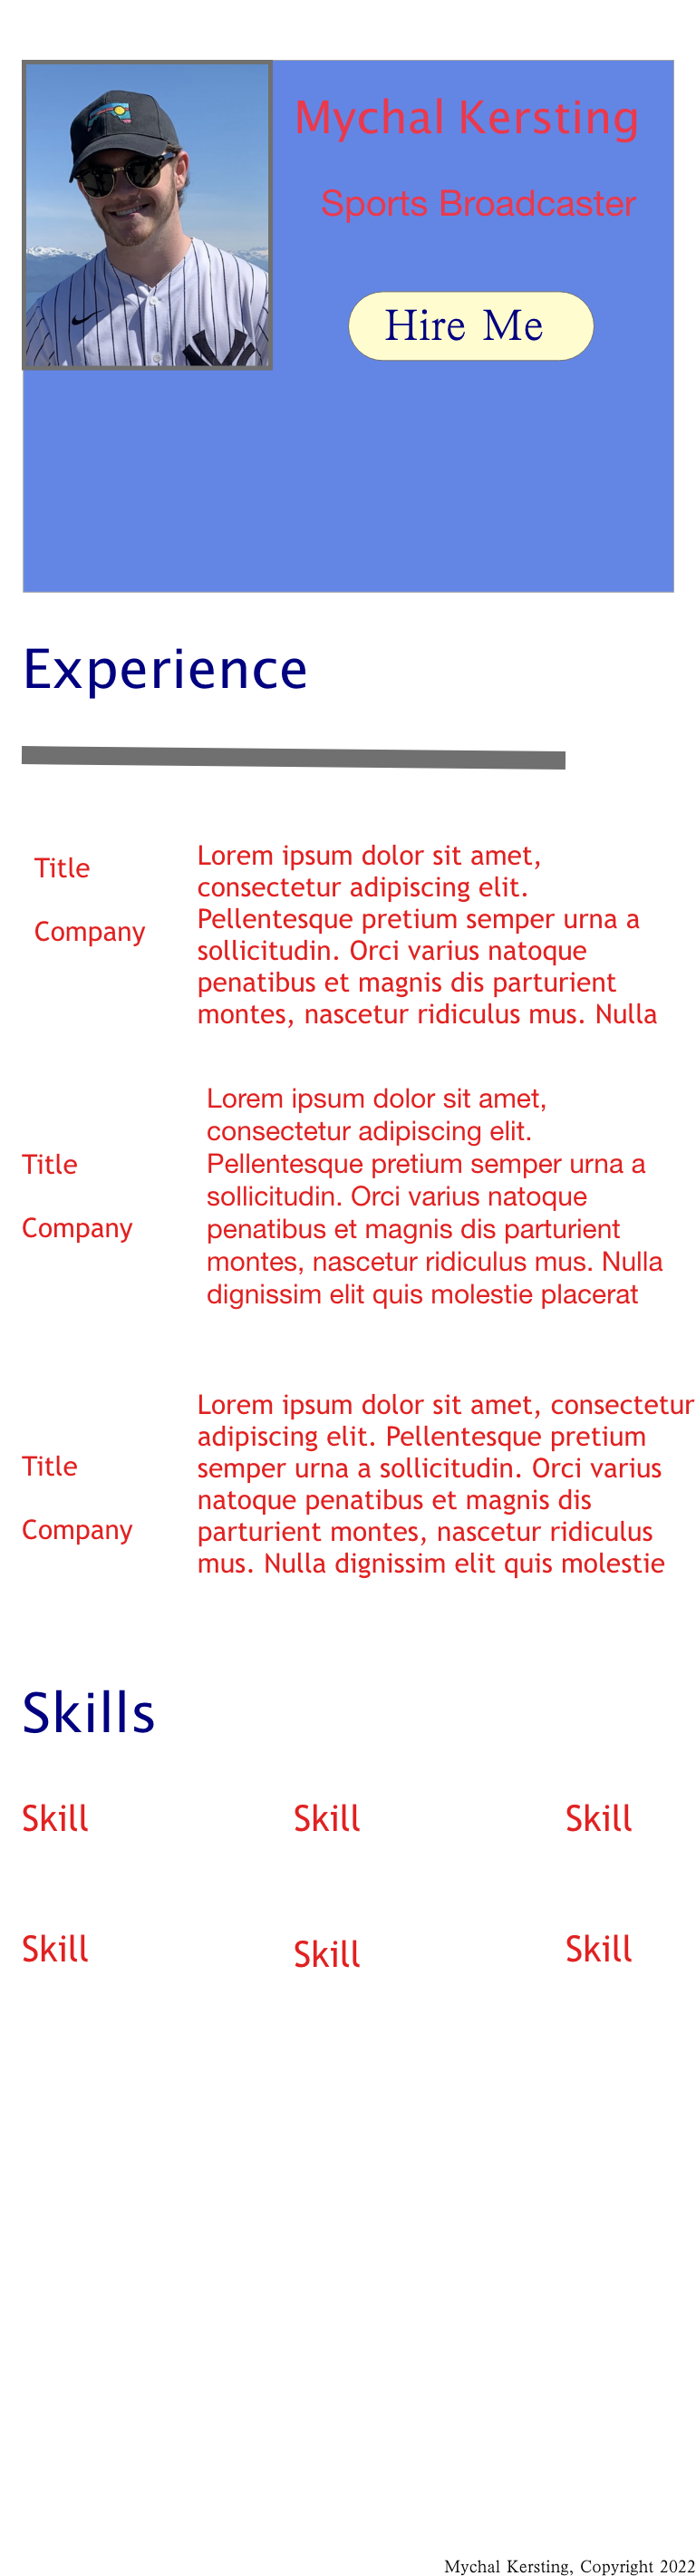 Mychal Kersting
Sports Broadcaster
Hire Me
Experience
Title
Company
Lorem ipsum dolor sit amet,
consectetur adipiscing elit.
Pellentesque pretium semper urna a
sollicitudin. Orci varius natoque
penatibus et magnis dis parturient
montes, nascetur ridiculus mus. Nulla
Title
Company
Lorem ipsum dolor sit amet,
consectetur adipiscing elit.
Pellentesque pretium semper urna a
sollicitudin. Orci varius natoque
penatibus et magnis dis parturient
montes, nascetur ridiculus mus. Nulla
dignissim elit quis molestie placerat
Title
Company
Lorem ipsum dolor sit amet, consectetur
adipiscing elit. Pellentesque pretium
semper urna a sollicitudin. Orci varius
natoque penatibus et magnis dis
parturient montes, nascetur ridiculus
mus. Nulla dignissim elit quis molestie
Skills
Skill Skill Skill
Skill Skill Skill
Mychal Kersting, Copyright 2022